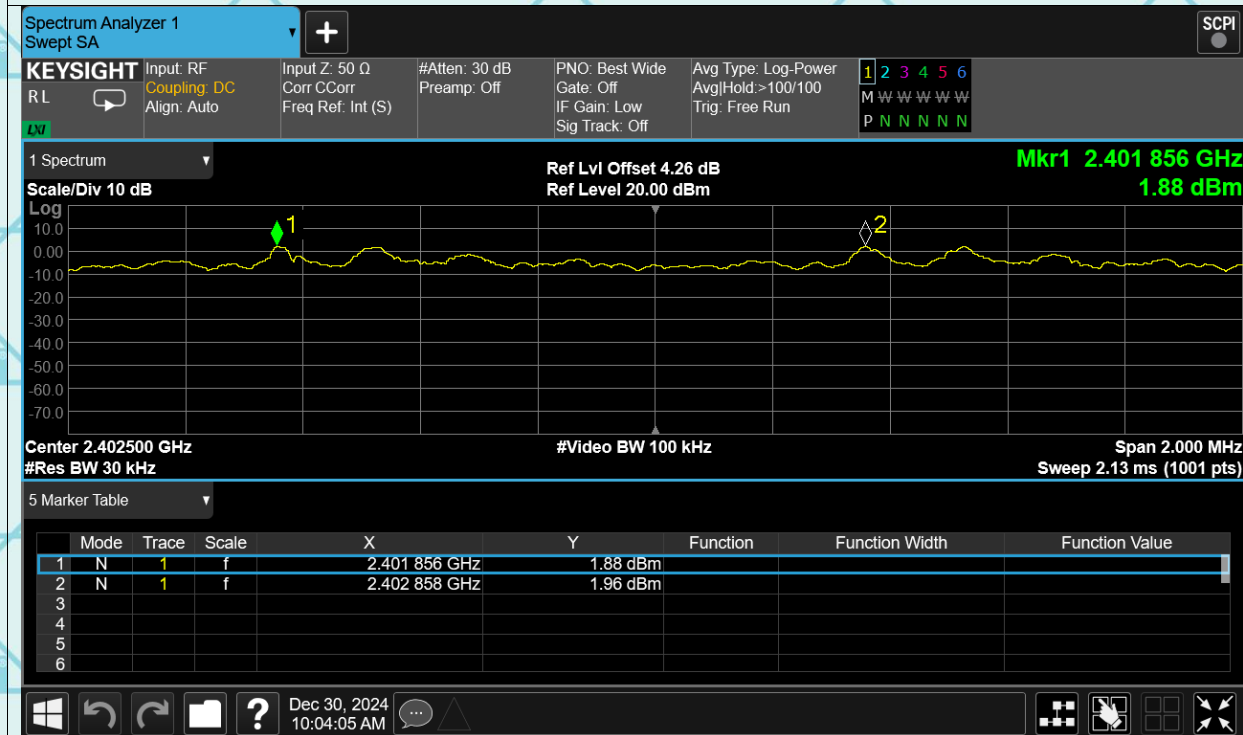 Spectrum Analyzer 1
Swept SA
+
SCPI
KEYSIGHT
RL
LXI
Input: RF
Coupling: DC
Align: Auto
Input Z: 50 Ω
Corr CCorr
Freq Ref: Int (S)
#Atten: 30 dB
Preamp: Off
PNO: Best Wide
Gate: Off
IF Gain: Low
Sig Track: Off
Avg Type: Log-Power
Avg|Hold:>100/100
Trig: Free Run
1 2 3 4 5 6
M W W W W W W
P N N N N N N
1 Spectrum
Scale/Div 10 dB
Ref Lvl Offset 4.26 dB
Ref Level 20.00 dBm
Mkr1 2.401 856 GHz
1.88 dBm
Log
10.0
0.00
-10.0
-20.0
-30.0
-40.0
-50.0
-60.0
-70.0
1
2
Center 2.402500 GHz
#Video BW 100 kHz
Span 2.000 MHz
#Res BW 30 kHz
Sweep 2.13 ms (1001 pts)
5 Marker Table
Mode Trace Scale X Y Function Function Width Function Value
1 N 1 f 2.401 856 GHz 1.88 dBm
2 N 1 f 2.402 858 GHz 1.96 dBm
3
4
5
6
?
Dec 30, 2024
10:04:05 AM